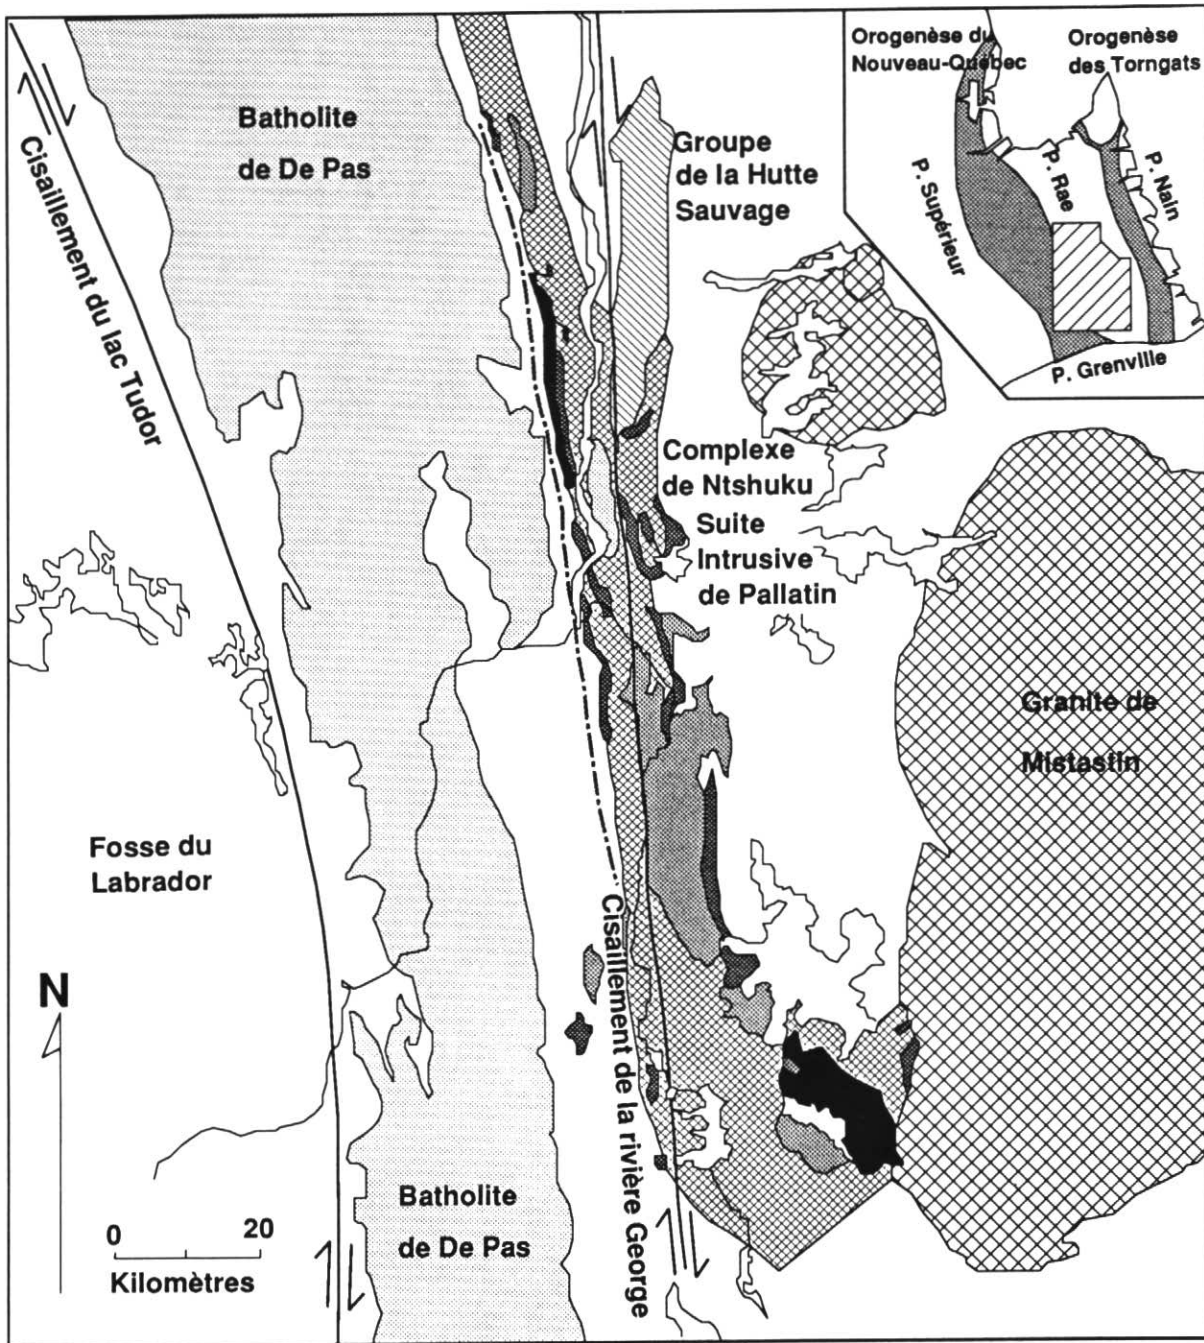 Orogenèse du
Nouveau-Québec
Orogenèse
des Torngats
P. Supérieur
P. Rae
P. Nain
P. Grenville
Batholite
de De Pas
Cisaillement du lac Tudor
Groupe
de la Hutte
Sauvage
Complexe
de Ntshuku
Suite
Intrusive
de Pallatin
Granite de
Mistastin
Fosse du
Labrador
Cisaillement de la rivière George
N
Batholite
de De Pas
0 20
Kilomètres